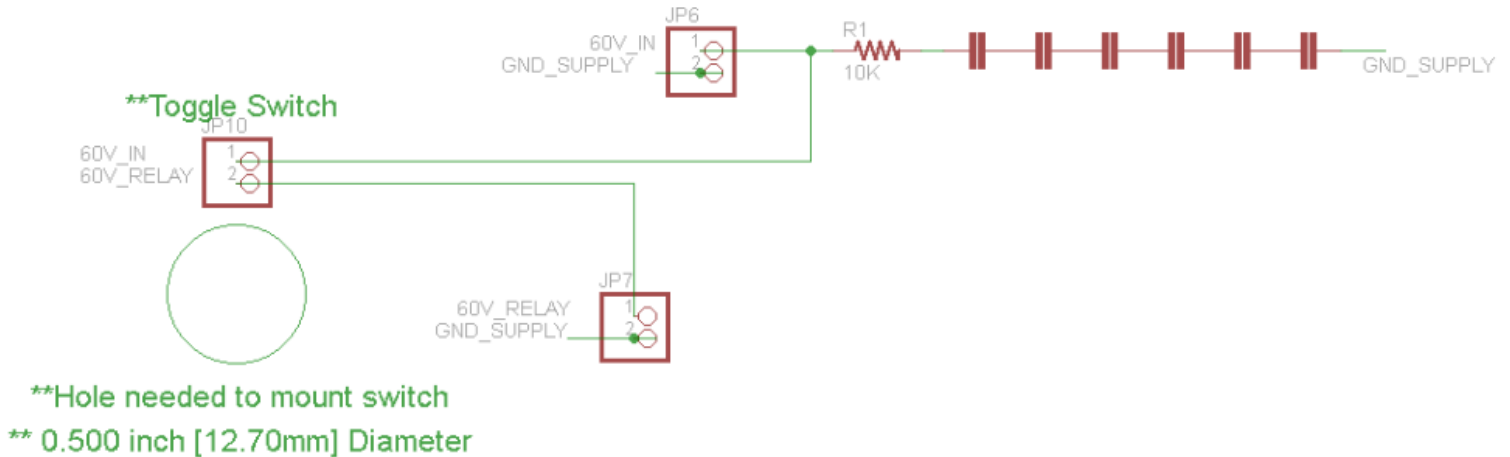 JP6
60V_IN
1
GND_SUPPLY
2
R1
10K
GND_SUPPLY
**Toggle Switch
JP10
60V_IN
1
60V_RELAY
2
JP7
60V_RELAY
1
GND_SUPPLY
2
**Hole needed to mount switch
** 0.500 inch [12.70mm] Diameter